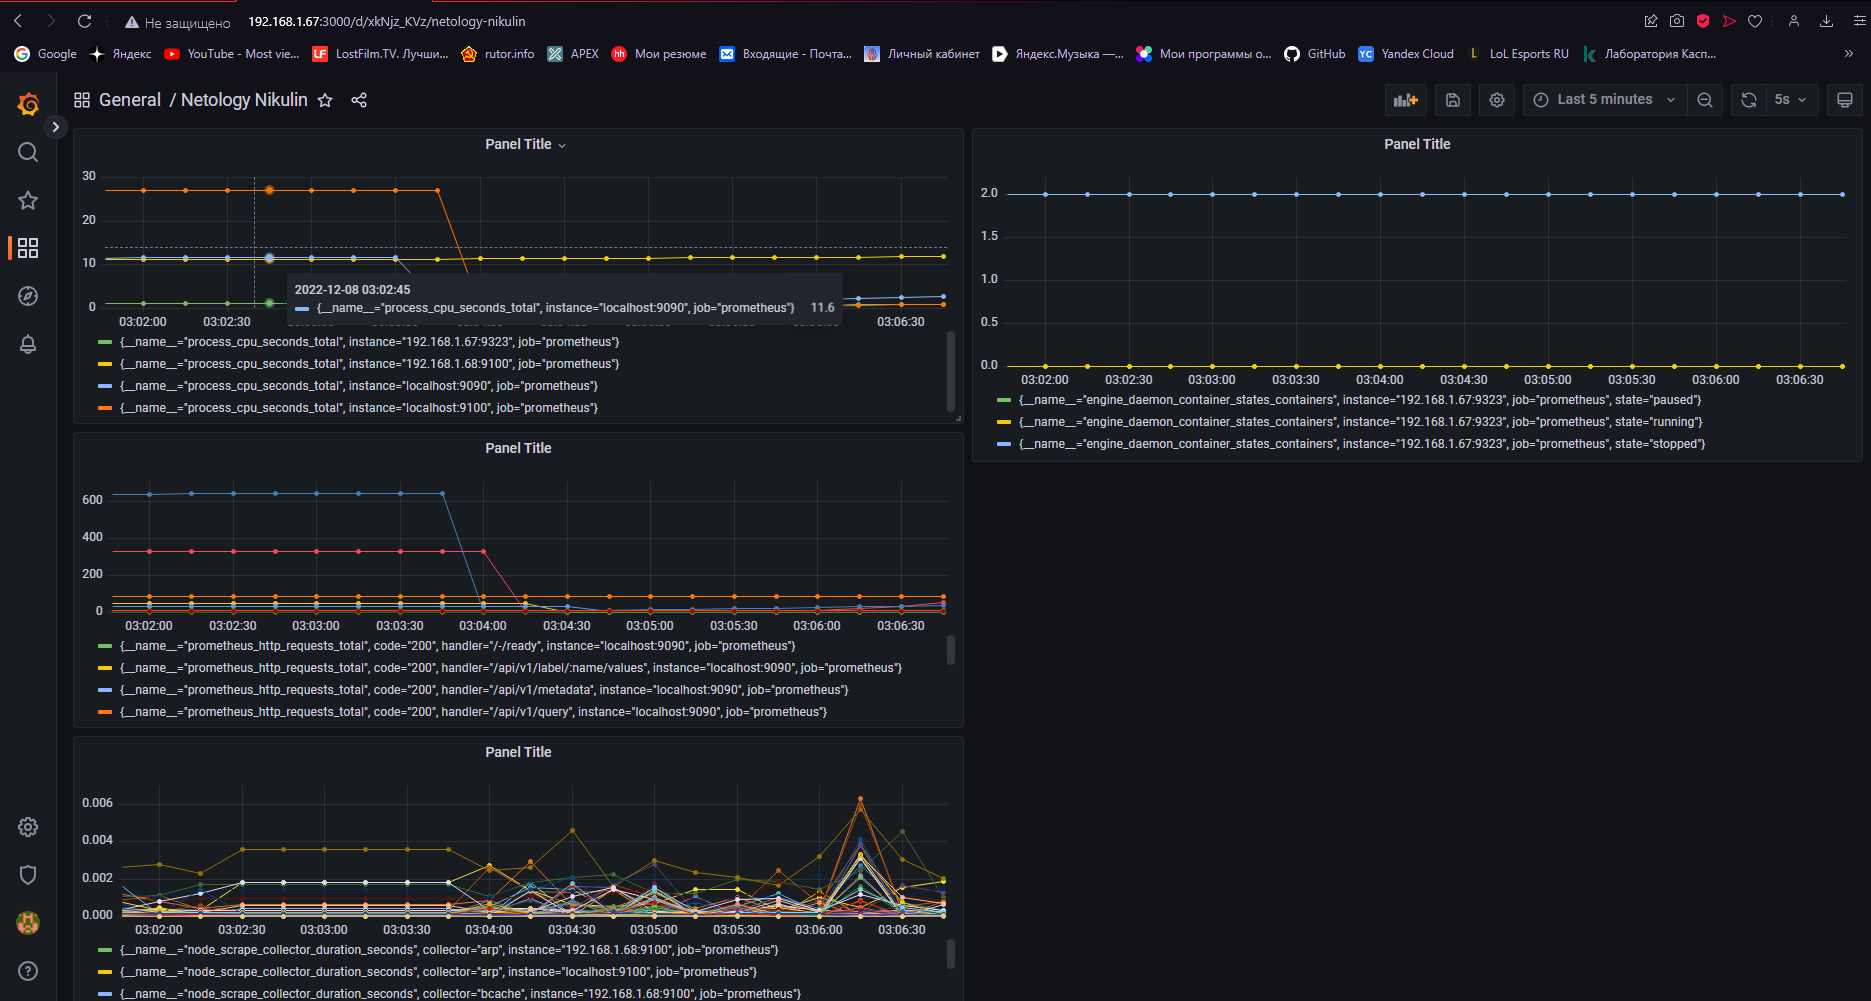 Не защищено 192.168.1.67:3000/d/xkNjz_KVz/netology-nikulin
Google Яндекс YouTube - Most vie... LostFilm.TV. Лучши... rutor.info APEX Мои резюме Входящие - Почта... Личный кабинет Яндекс.Музыка —... Мои программы о... GitHub Yandex Cloud LoL Esports RU Лаборатория Касп... »
General / Netology Nikulin
Last 5 minutes
5s
Panel Title
30
20
10
0
03:02:00 03:02:30 03:06:30
2022-12-08 03:02:45
{__name__="process_cpu_seconds_total", instance="localhost:9090", job="prometheus"} 11.6
{__name__="process_cpu_seconds_total", instance="192.168.1.67:9323", job="prometheus"}
{__name__="process_cpu_seconds_total", instance="192.168.1.68:9100", job="prometheus"}
{__name__="process_cpu_seconds_total", instance="localhost:9090", job="prometheus"}
{__name__="process_cpu_seconds_total", instance="localhost:9100", job="prometheus"}
Panel Title
2.0
1.5
1.0
0.5
0.0
03:02:00 03:02:30 03:03:00 03:03:30 03:04:00 03:04:30 03:05:00 03:05:30 03:06:00 03:06:30
{__name__="engine_daemon_container_states_containers", instance="192.168.1.67:9323", job="prometheus", state="paused"}
{__name__="engine_daemon_container_states_containers", instance="192.168.1.67:9323", job="prometheus", state="running"}
{__name__="engine_daemon_container_states_containers", instance="192.168.1.67:9323", job="prometheus", state="stopped"}
Panel Title
600
400
200
0
03:02:00 03:02:30 03:03:00 03:03:30 03:04:00 03:04:30 03:05:00 03:05:30 03:06:00 03:06:30
{__name__="prometheus_http_requests_total", code="200", handler="/-/ready", instance="localhost:9090", job="prometheus"}
{__name__="prometheus_http_requests_total", code="200", handler="/api/v1/label/:name/values", instance="localhost:9090", job="prometheus"}
{__name__="prometheus_http_requests_total", code="200", handler="/api/v1/metadata", instance="localhost:9090", job="prometheus"}
{__name__="prometheus_http_requests_total", code="200", handler="/api/v1/query", instance="localhost:9090", job="prometheus"}
Panel Title
0.006
0.004
0.002
0.000
03:02:00 03:02:30 03:03:00 03:03:30 03:04:00 03:04:30 03:05:00 03:05:30 03:06:00 03:06:30
{__name__="node_scrape_collector_duration_seconds", collector="arp", instance="192.168.1.68:9100", job="prometheus"}
{__name__="node_scrape_collector_duration_seconds", collector="arp", instance="localhost:9100", job="prometheus"}
{__name__="node_scrape_collector_duration_seconds", collector="bcache", instance="192.168.1.68:9100", job="prometheus"}